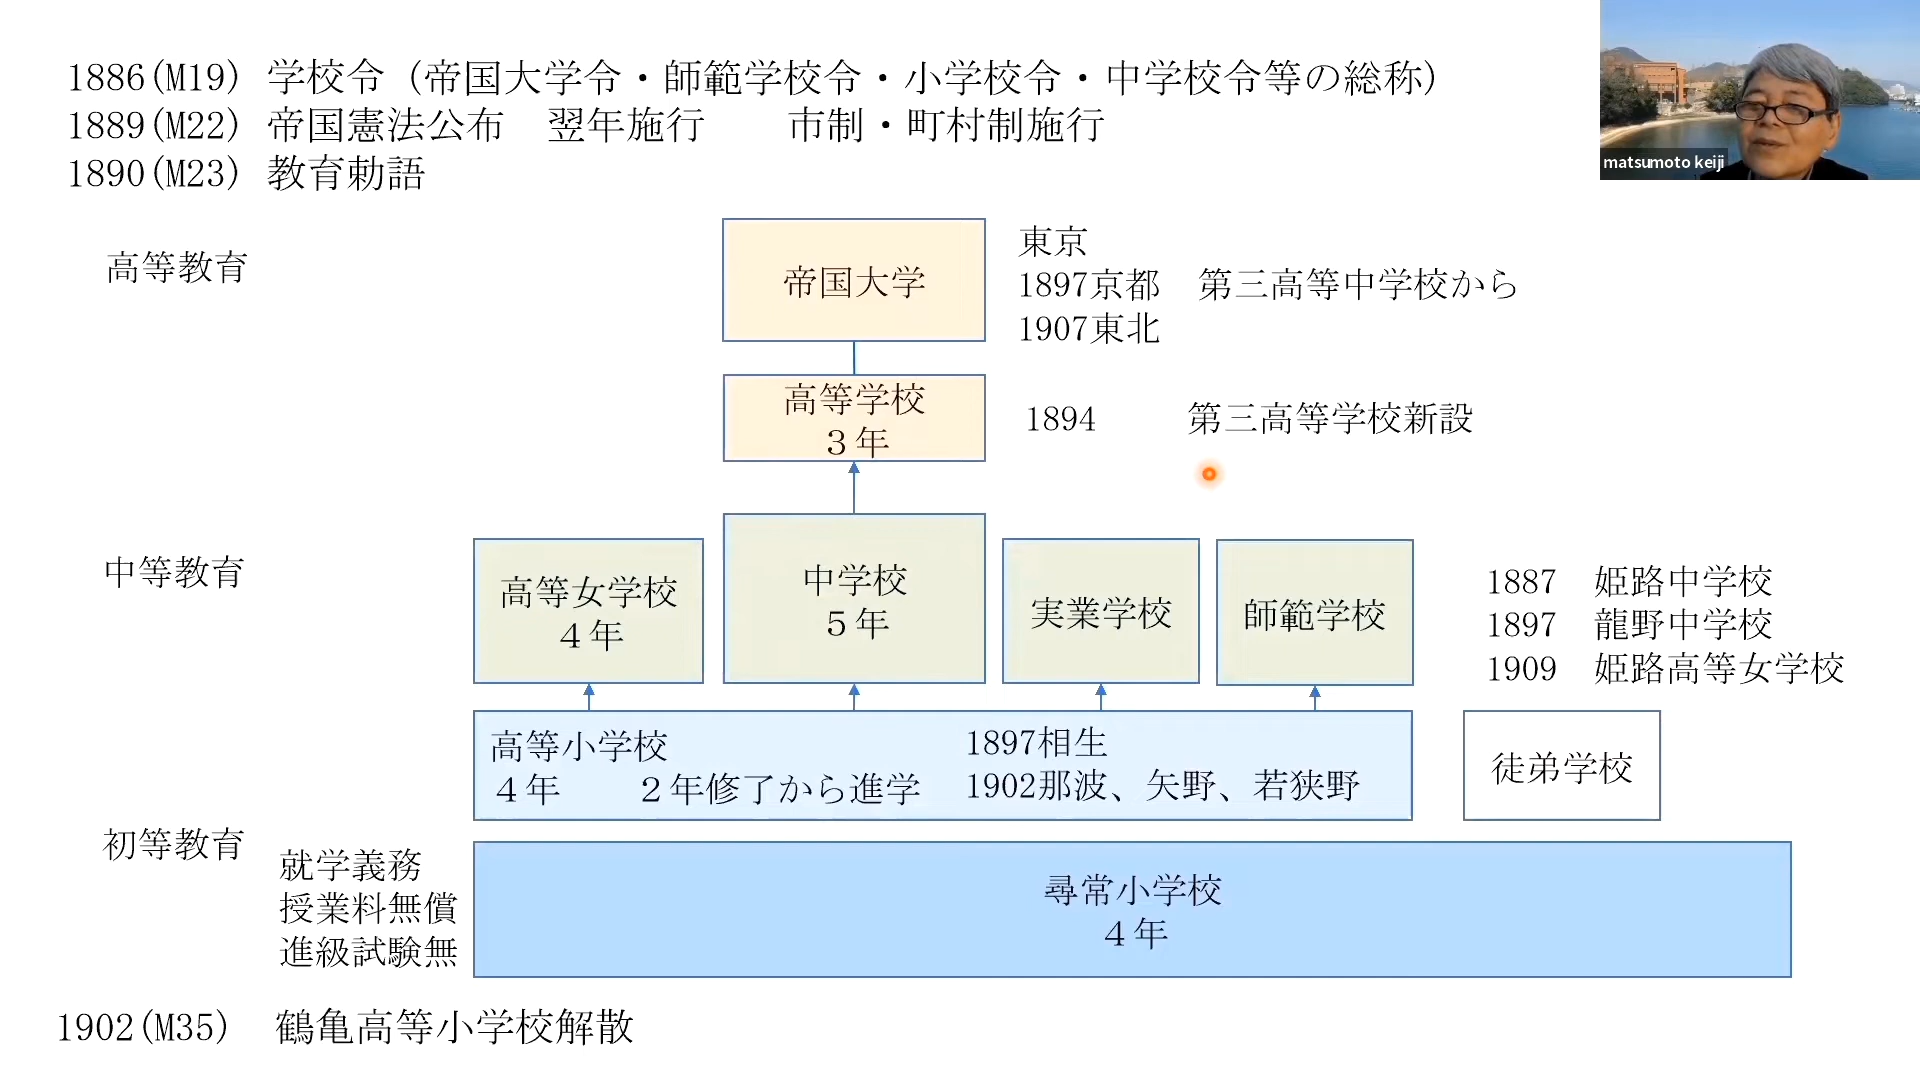 1886(M19) 学校令（帝国大学令・師範学校令・小学校令・中学校令等の総称）
1889(M22) 帝国憲法公布　翌年施行　　市制・町村制施行
1890(M23) 教育勅語
matsumoto keiji
高等教育
帝国大学
東京
1897京都　第三高等中学校から
1907東北
高等学校
３年
1894　　第三高等学校新設
中等教育
高等女学校
４年
中学校
５年
実業学校
師範学校
1887　姫路中学校
1897　龍野中学校
1909　姫路高等女学校
高等小学校
４年　　２年修了から進学
1897相生
1902那波、矢野、若狭野
徒弟学校
初等教育
就学義務
授業料無償
進級試験無
尋常小学校
４年
1902(M35)　鶴亀高等小学校解散